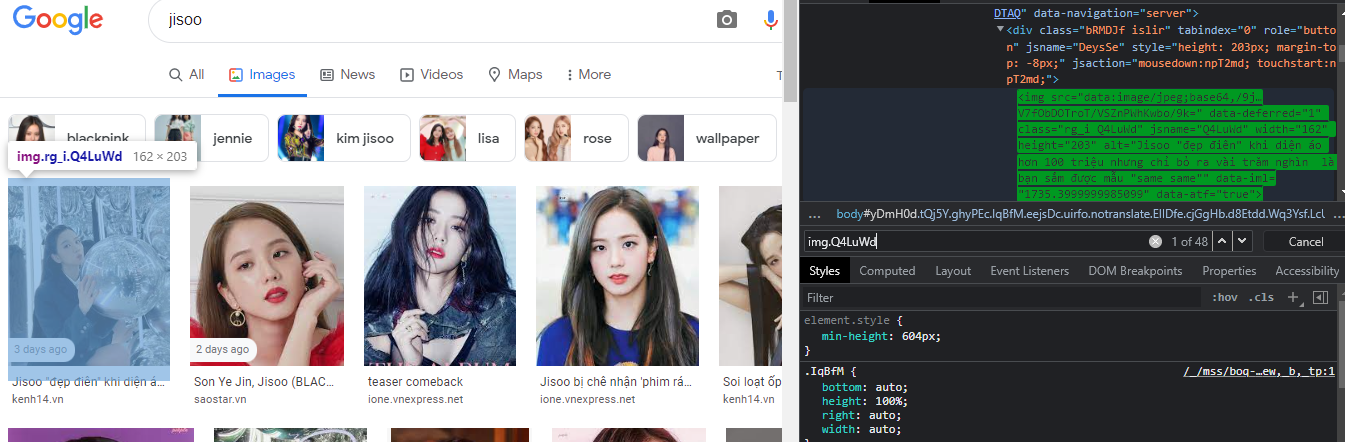 Google
jisoo
All
Images
News
Videos
Maps
More
T
blackpink
jennie
kim jisoo
lisa
rose
wallpaper
img.rg_i.Q4LuWd 162 × 203
3 days ago
2 days ago
Jisoo "đẹp điên" khi diện á...
kenh14.vn
Son Ye Jin, Jisoo (BLAC...
saostar.vn
teaser comeback
ione.vnexpress.net
Jisoo bị chê nhận 'phim rá...
ione.vnexpress.net
Soi loạt ốp
kenh14.vn
DTAQ" data-navigation="server">
<div class="bRMDJf islir" tabindex="0" role="butto
n" jsname="DeysSe" style="height: 203px; margin-to
p: -8px;" jsaction="mousedown:npT2md; touchstart:n
pT2md;">
<img src="data:image/jpeg;base64,/9j…
V7fObDOTroT/VSZnPWhKwbo/9k=" data-deferred="1"
class="rg_i Q4LuWd" jsname="Q4LuWd" width="162"
height="203" alt="Jisoo "đẹp điên" khi diện áo
hơn 100 triệu nhưng chỉ bỏ ra vài trăm nghìn là
bạn sắm được mẫu "same same"" data-iml=
"1735.3999999985099" data-atf="true">
... body#yDmH0d.tQj5Y.ghyPEc.IqBfM.eejsDc.uirfo.notranslate.EIlDfe.cjGgHb.d8Etdd.Wq3Ysf.LcU ...
img.Q4LuWd 1 of 48 Cancel
Styles Computed Layout Event Listeners DOM Breakpoints Properties Accessibility
Filter :hov .cls
element.style {
min-height: 604px;
}
.IqBfM { /_/mss/boq-…ew,_b,_tp:1
bottom: auto;
height: 100%;
right: auto;
width: auto;